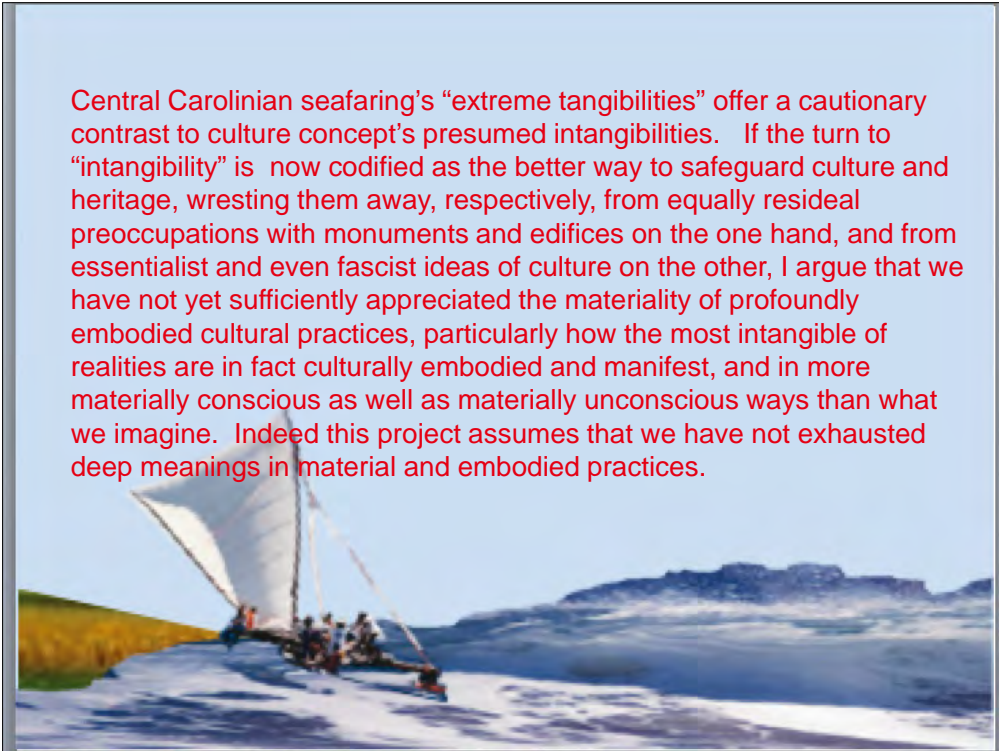 Central Carolinian seafaring's “extreme tangibilities” offer a cautionary
contrast to culture concept's presumed intangibilities.   If the turn to
“intangibility” is  now codified as the better way to safeguard culture and
heritage, wresting them away, respectively, from equally resideal
preoccupations with monuments and edifices on the one hand, and from
essentialist and even fascist ideas of culture on the other, I argue that we
have not yet sufficiently appreciated the materiality of profoundly
embodied cultural practices, particularly how the most intangible of
realities are in fact culturally embodied and manifest, and in more
materially conscious as well as materially unconscious ways than what
we imagine.  Indeed this project assumes that we have not exhausted
deep meanings in material and embodied practices.